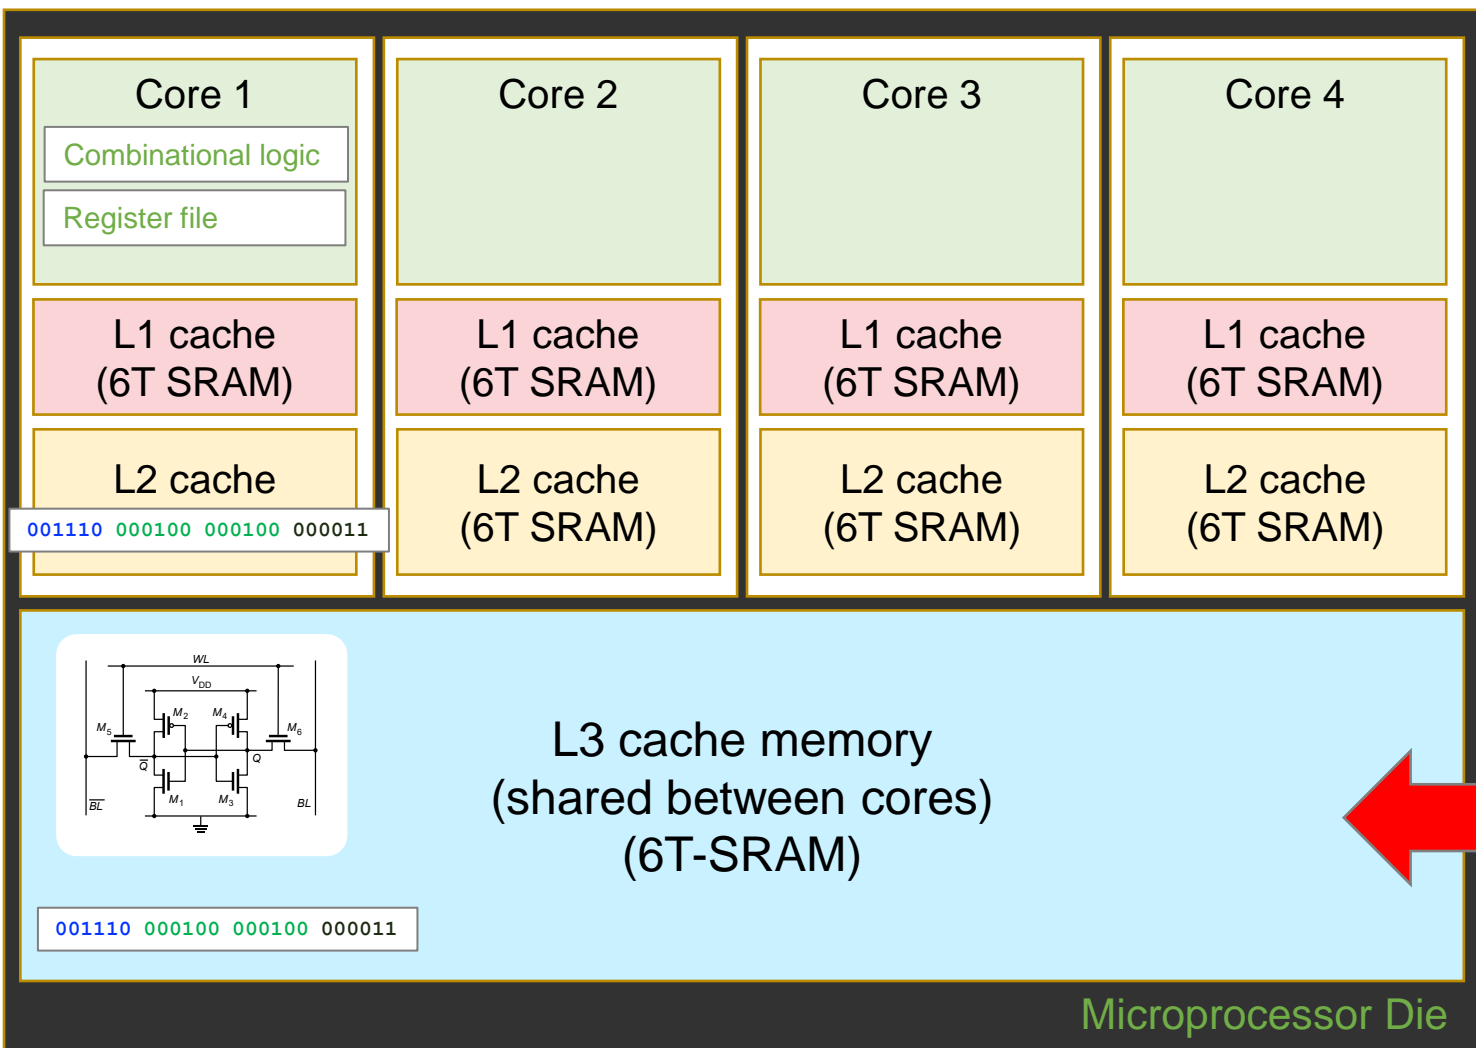 Core 1
Combinational logic
Register file
L1 cache
(6T SRAM)
L2 cache
001110 000100 000100 000011
Core 2
L1 cache
(6T SRAM)
L2 cache
(6T SRAM)
Core 3
L1 cache
(6T SRAM)
L2 cache
(6T SRAM)
Core 4
L1 cache
(6T SRAM)
L2 cache
(6T SRAM)
WL
VDD
M2
M4
M5
M6
Q̅
Q
M1
M3
B̅L̅
BL
L3 cache memory
(shared between cores)
(6T-SRAM)
001110 000100 000100 000011
Microprocessor Die